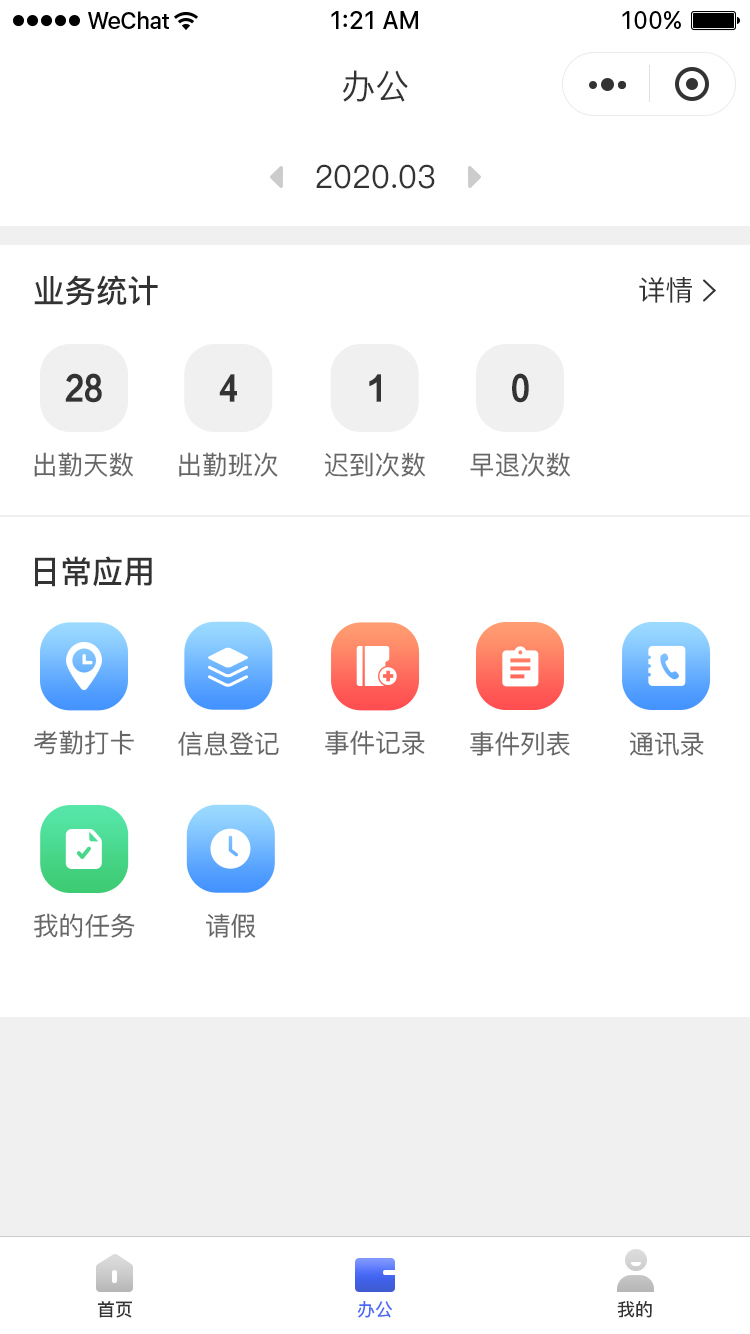 WeChat 1:21 AM 100%
办公
2020.03
业务统计 详情
28 4 1 0
出勤天数 出勤班次 迟到次数 早退次数
日常应用
考勤打卡 信息登记 事件记录 事件列表 通讯录
我的任务 请假
首页 办公 我的